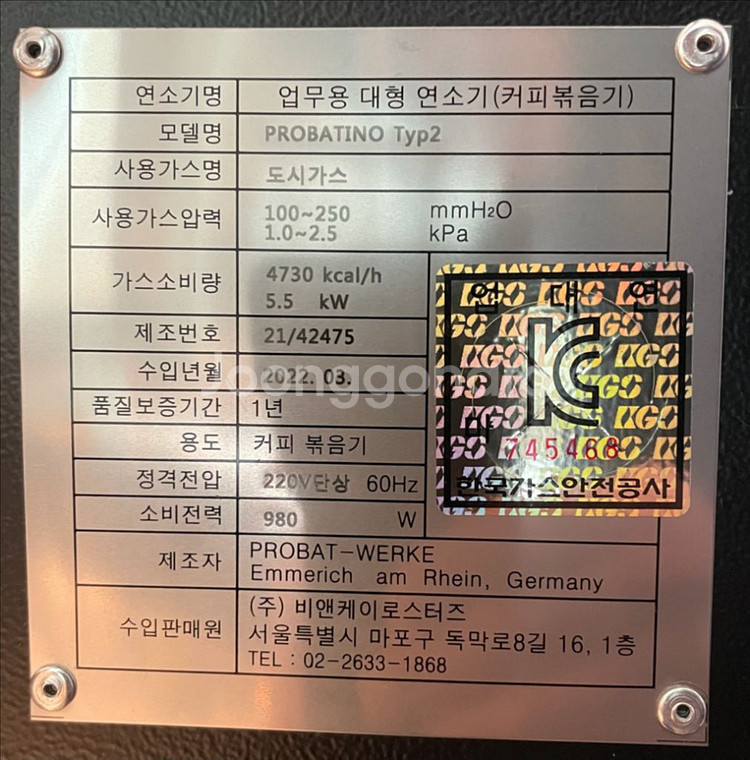 연소기명 업무용 대형 연소기(커피볶음기)
모델명 PROBATINO Typ2
사용가스명 도시가스
사용가스압력 100~250 mmH2O
1.0~2.5 kPa
가스소비량 4730 kcal/h
5.5 kW
제조번호 21/42475
수입년월 2022. 03.
품질보증기간 1년
용도 커피 볶음기
정격전압 220V단상 60Hz
소비전력 980 W
업 대 연
KC
미
745468
한국가스안전공사
제조자 PROBAT-WERKE
Emmerich am Rhein, Germany
수입판매원 (주) 비앤케이로스터즈
서울특별시 마포구 독막로8길 16, 1층
TEL : 02-2633-1868